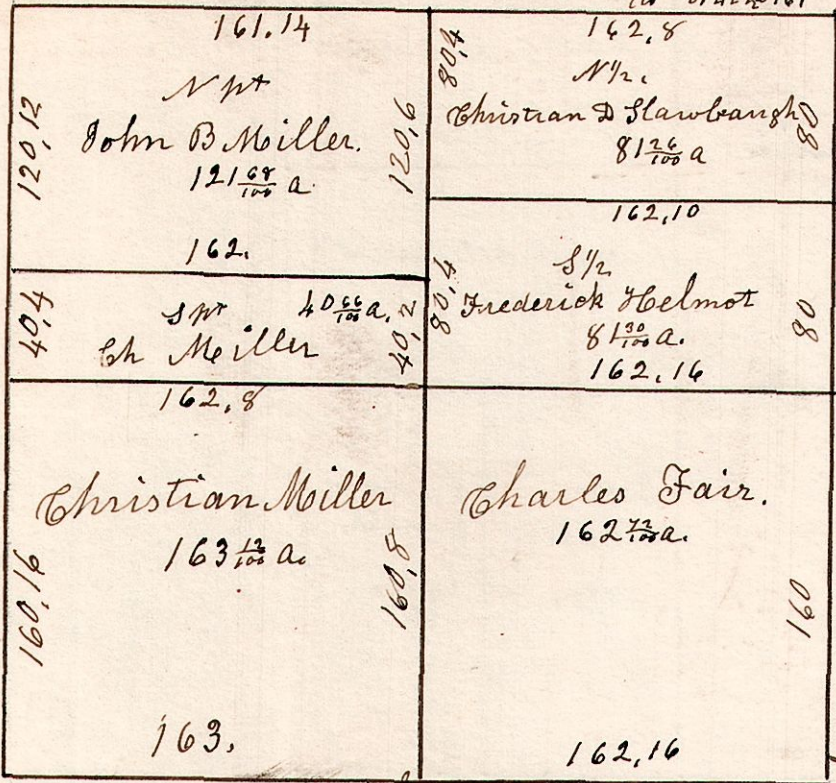 161.14
N pt
John B Miller.
121 68/100 a.
120,12
120,6
162.
162,8
80,4
N 1/2.
Christian D Slawbaugh
81 26/100 a
80
162,10
S 1/2
Frederick Helmot
81 30/100 a.
80,4
80
162,16
S pt 40 66/100 a.
Ch Miller
40,4
40,2
162,8
Christian Miller
163 12/100 a.
160,16
160,8
163.
Charles Fair.
162 72/100 a.
160
162,16